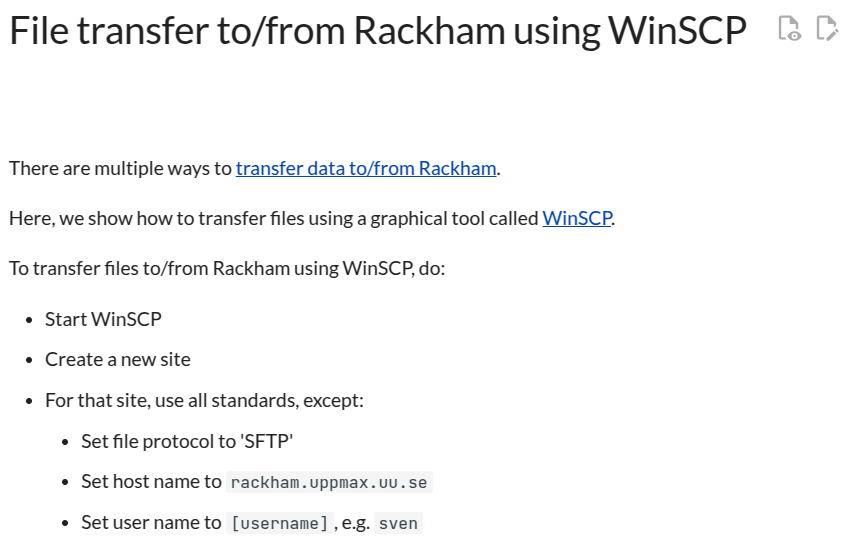 File transfer to/from Rackham using WinSCP
There are multiple ways to transfer data to/from Rackham.
Here, we show how to transfer files using a graphical tool called WinSCP.
To transfer files to/from Rackham using WinSCP, do:
• Start WinSCP
• Create a new site
• For that site, use all standards, except:
• Set file protocol to 'SFTP'
• Set host name to rackham.uppmax.uu.se
• Set user name to [username], e.g. sven